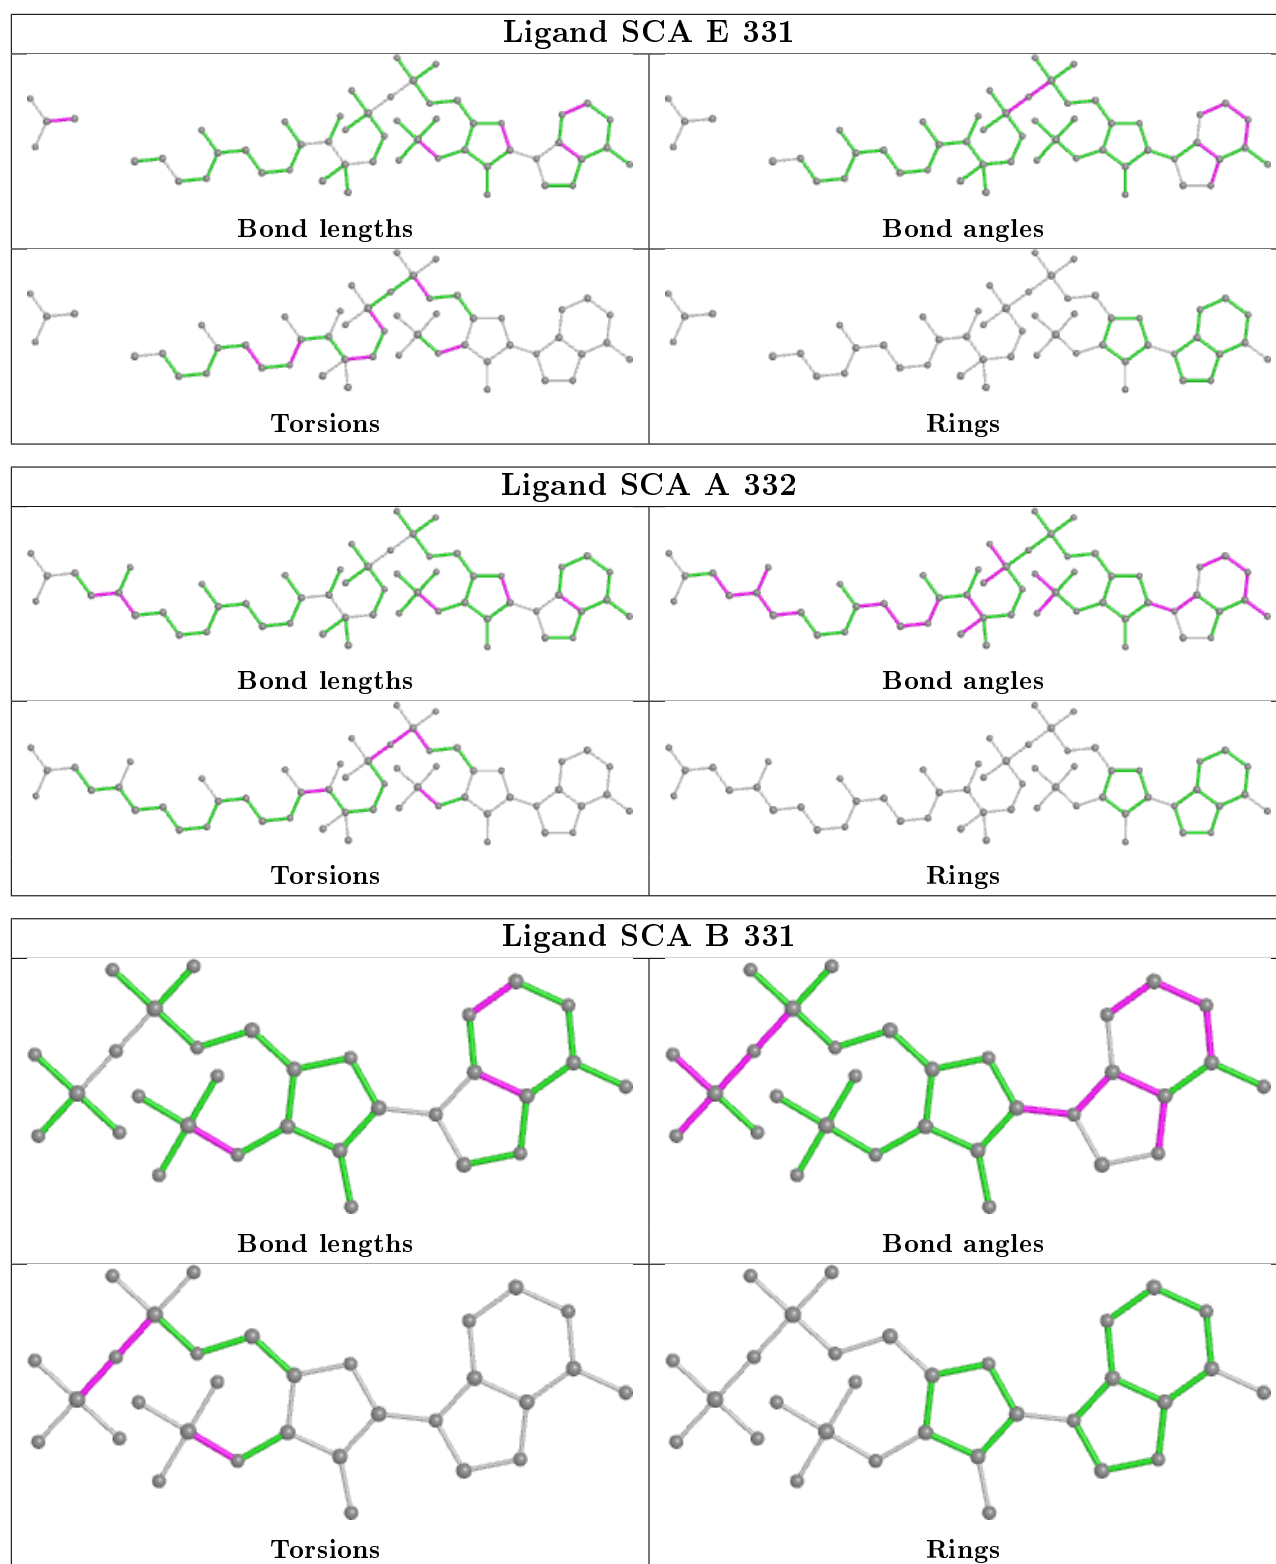 Ligand SCA E 331
Bond lengths
Bond angles
Torsions
Rings
Ligand SCA A 332
Bond lengths
Bond angles
Torsions
Rings
Ligand SCA B 331
Bond lengths
Bond angles
Torsions
Rings